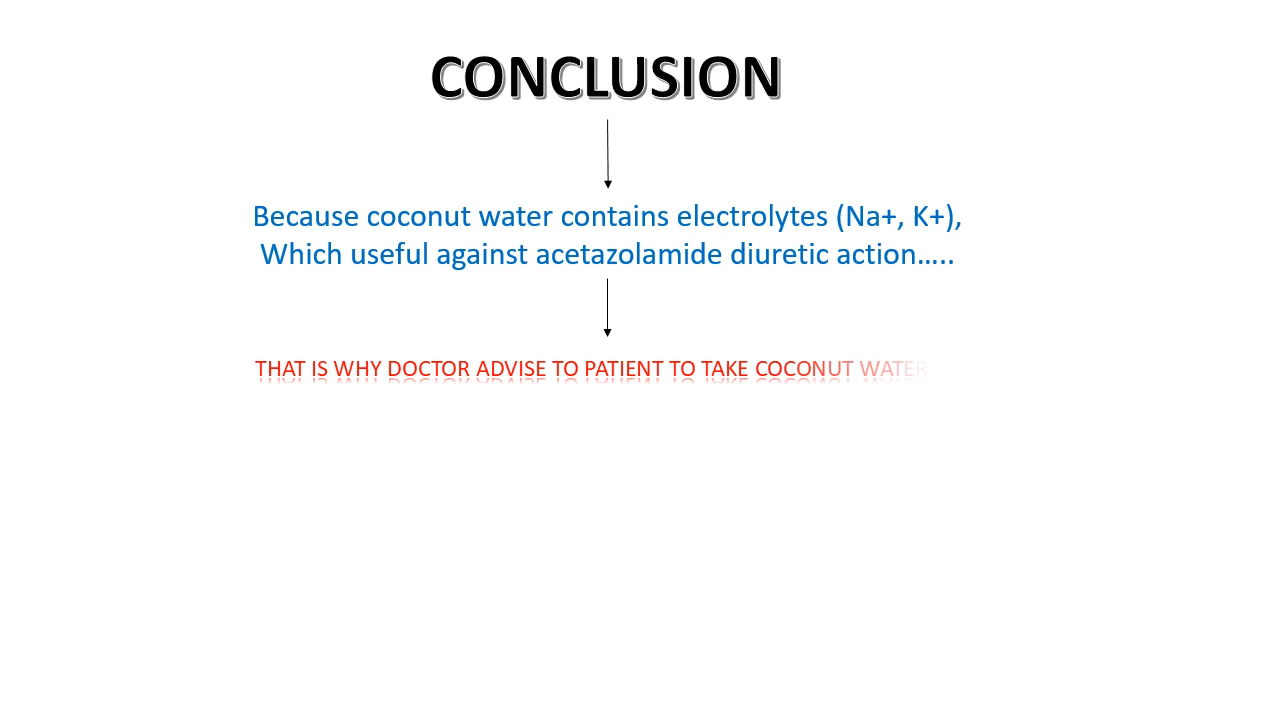 CONCLUSION
Because coconut water contains electrolytes (Na+, K+),
Which useful against acetazolamide diuretic action…..
THAT IS WHY DOCTOR ADVISE TO PATIENT TO TAKE COCONUT WATER